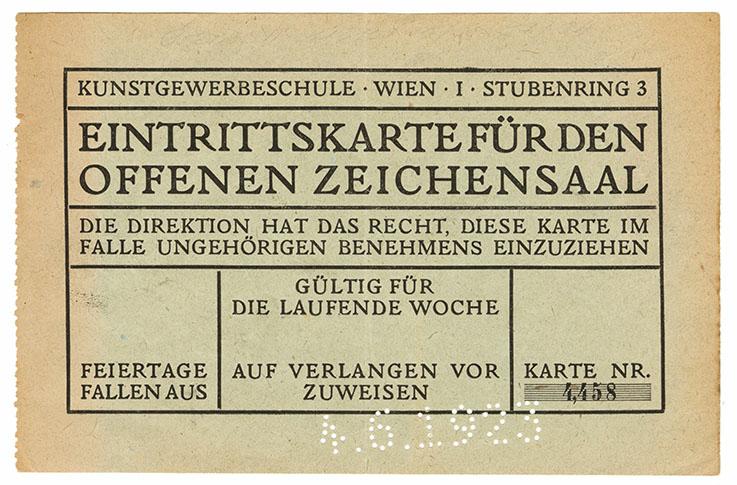 KUNSTGEWERBESCHULE · WIEN · I · STUBENRING 3
EINTRITTSKARTE FÜR DEN
OFFENEN ZEICHENSAAL
DIE DIREKTION HAT DAS RECHT, DIESE KARTE IM
FALLE UNGEHÖRIGEN BENEHMENS EINZUZIEHEN
FEIERTAGE
FALLEN AUS
GÜLTIG FÜR
DIE LAUFENDE WOCHE
AUF VERLANGEN VOR
ZUWEISEN
KARTE NR.
4,458
4.6.1923